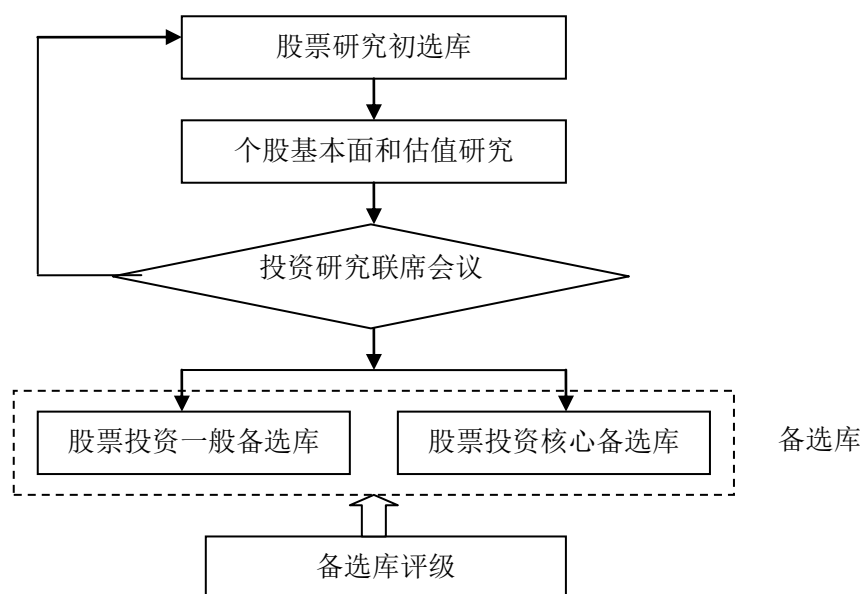 股票研究初选库
个股基本面和估值研究
投资研究联席会议
股票投资一般备选库
股票投资核心备选库
备选库
备选库评级